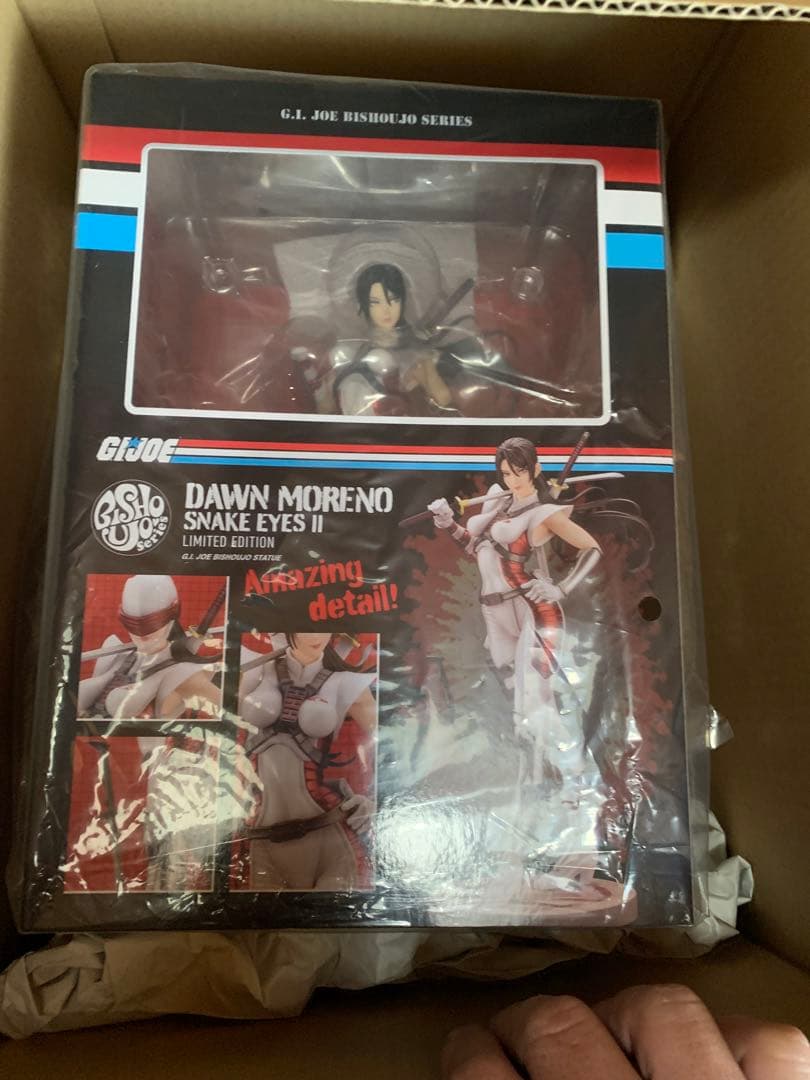 G.I. JOE BISHOUJO SERIES
GI JOE
BISHOUJO series
DAWN MORENO
SNAKE EYES II
LIMITED EDITION
G.I. JOE BISHOUJO STATUE
Amazing
detail!